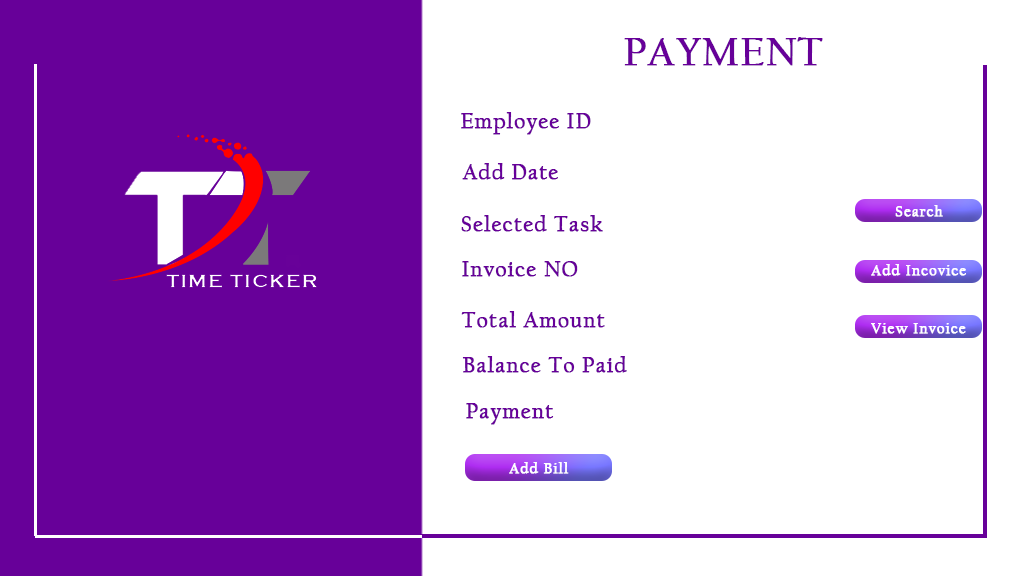 PAYMENT
Employee ID
Add Date
Selected Task
Search
Invoice NO
Add Incovice
Total Amount
View Invoice
Balance To Paid
Payment
Add Bill
TT
TIME TICKER